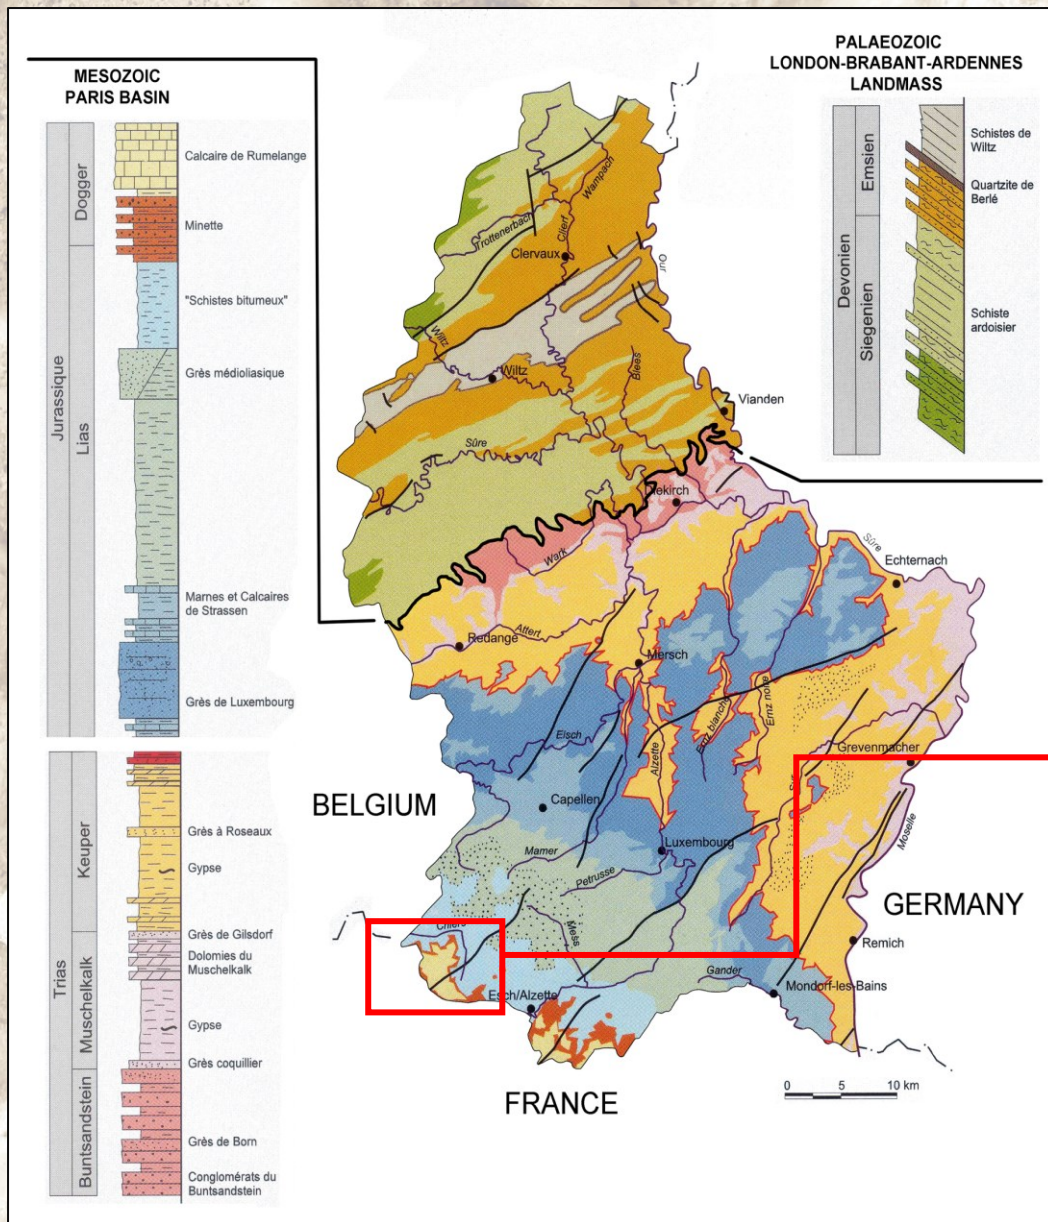 MESOZOIC
PARIS BASIN
Jurassique
Dogger
Lias
Calcaire de Rumelange
Minette
"Schistes bitumeux"
Grès médioliasique
Marnes et Calcaires
de Strassen
Grès de Luxembourg
Trias
Keuper
Muschelkalk
Buntsandstein
Grès à Roseaux
Gypse
Grès de Gilsdorf
Dolomies du
Muschelkalk
Gypse
Grès coquillier
Grès de Born
Conglomérats du
Buntsandstein
PALAEOZOIC
LONDON-BRABANT-ARDENNES
LANDMASS
Devonien
Emsien
Siegenien
Schistes de
Wiltz
Quartzite de
Berlé
Schiste
ardoisier
Wampach
Trottenerbach
Clerf
Clervaux
Our
Wiltz
Wiltz
Blees
Vianden
Sûre
Diekirch
Wark
Sûre
Echternach
Attert
Redange
Mersch
Ernz blanche
Ernz noire
Eisch
Alzette
Syr
Grevenmacher
BELGIUM
Capellen
Luxembourg
Mamer
Petrusse
Moselle
GERMANY
Chiers
Mess
Remich
Gander
Esch/Alzette
Mondorf-les-Bains
FRANCE
0 5 10 km